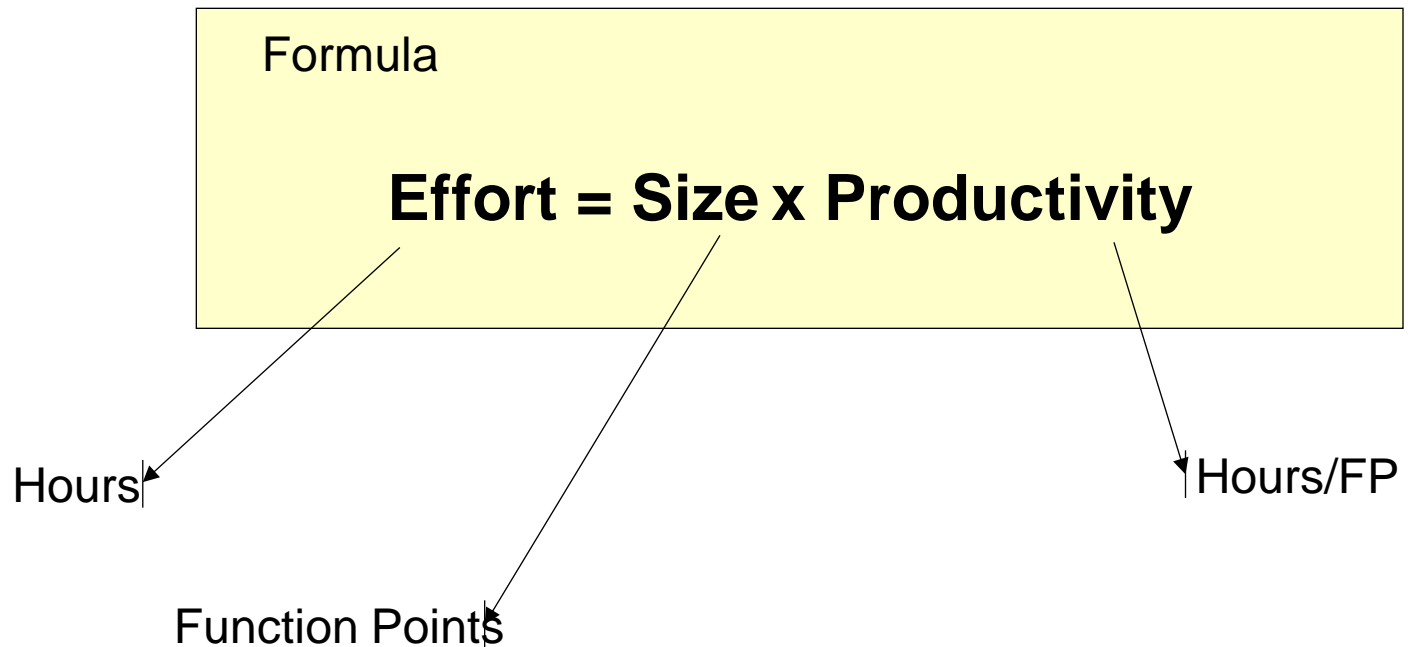 Formula
Effort = Size x Productivity
Hours
Hours/FP
Function Points